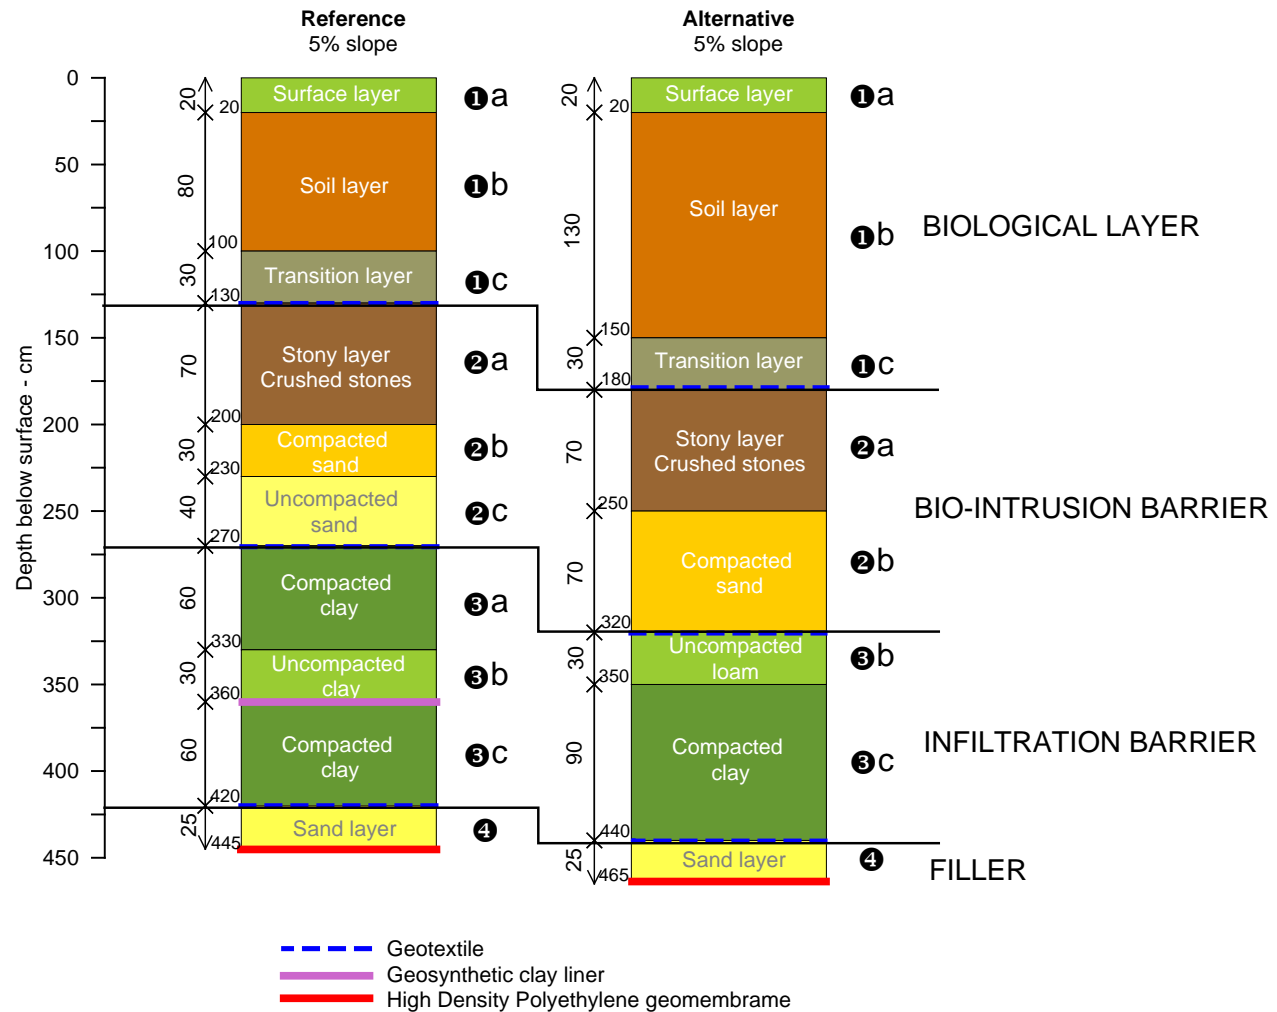 Reference
5% slope
Alternative
5% slope
Depth below surface - cm
0
50
100
150
200
250
300
350
400
450
20
20
80
100
30
130
70
200
30
230
40
270
60
330
30
360
60
420
25
445
Surface layer
Soil layer
Transition layer
Stony layer
Crushed stones
Compacted
sand
Uncompacted
sand
Compacted
clay
Uncompacted
clay
Compacted
clay
Sand layer
❶a
❶b
❶c
❷a
❷b
❷c
❸a
❸b
❸c
❹
20
20
130
150
30
180
70
250
70
320
30
350
90
440
25
465
Surface layer
Soil layer
Transition layer
Stony layer
Crushed stones
Compacted
sand
Uncompacted
loam
Compacted
clay
Sand layer
❶a
❶b
❶c
❷a
❷b
❸b
❸c
❹
BIOLOGICAL LAYER
BIO-INTRUSION BARRIER
INFILTRATION BARRIER
FILLER
Geotextile
Geosynthetic clay liner
High Density Polyethylene geomembrame